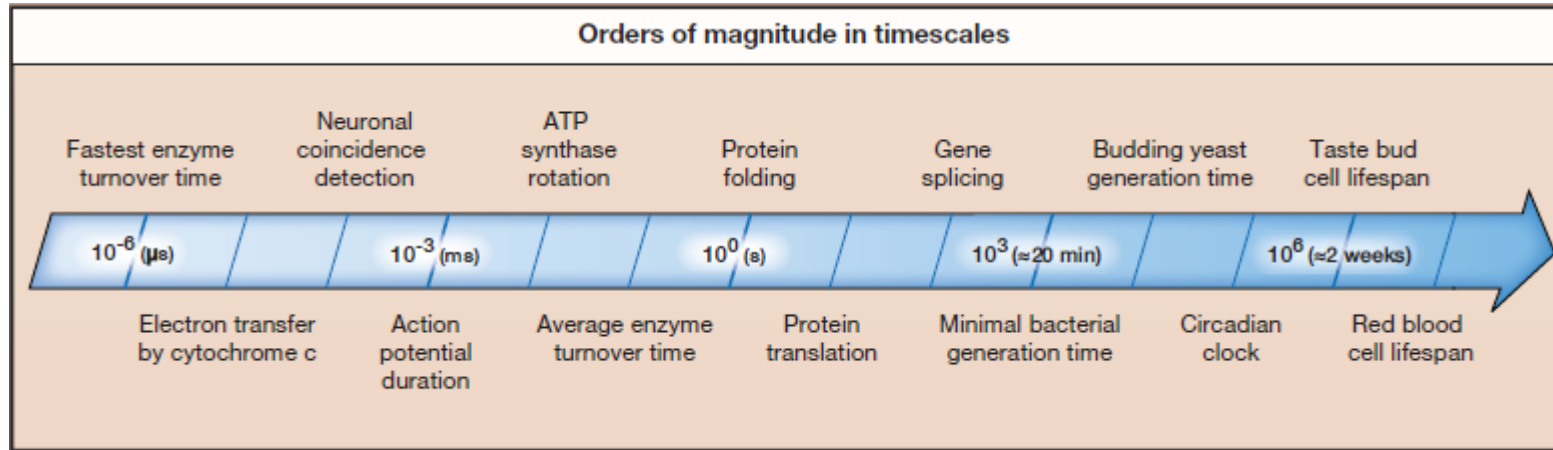 Orders of magnitude in timescales
Fastest enzyme
turnover time
Neuronal
coincidence
detection
ATP
synthase
rotation
Protein
folding
Gene
splicing
Budding yeast
generation time
Taste bud
cell lifespan
10⁻⁶ (μs)
10⁻³ (ms)
10⁰ (s)
10³ (≈20 min)
10⁶ (≈2 weeks)
Electron transfer
by cytochrome c
Action
potential
duration
Average enzyme
turnover time
Protein
translation
Minimal bacterial
generation time
Circadian
clock
Red blood
cell lifespan